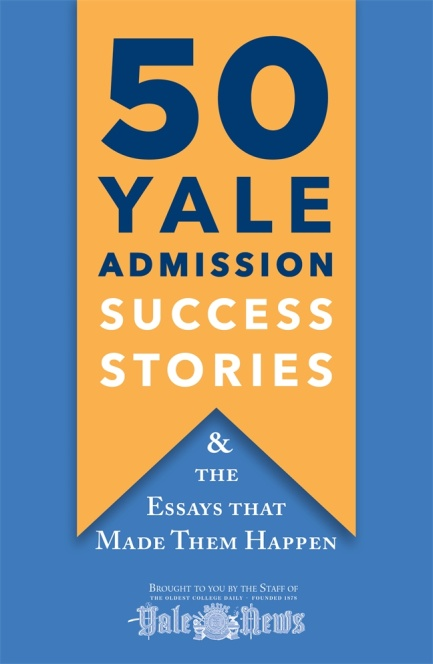 50
YALE
ADMISSION
SUCCESS
STORIES
&
THE
ESSAYS THAT
MADE THEM HAPPEN
BROUGHT TO YOU BY THE STAFF OF
THE OLDEST COLLEGE DAILY · FOUNDED 1878
Yale DAILY News